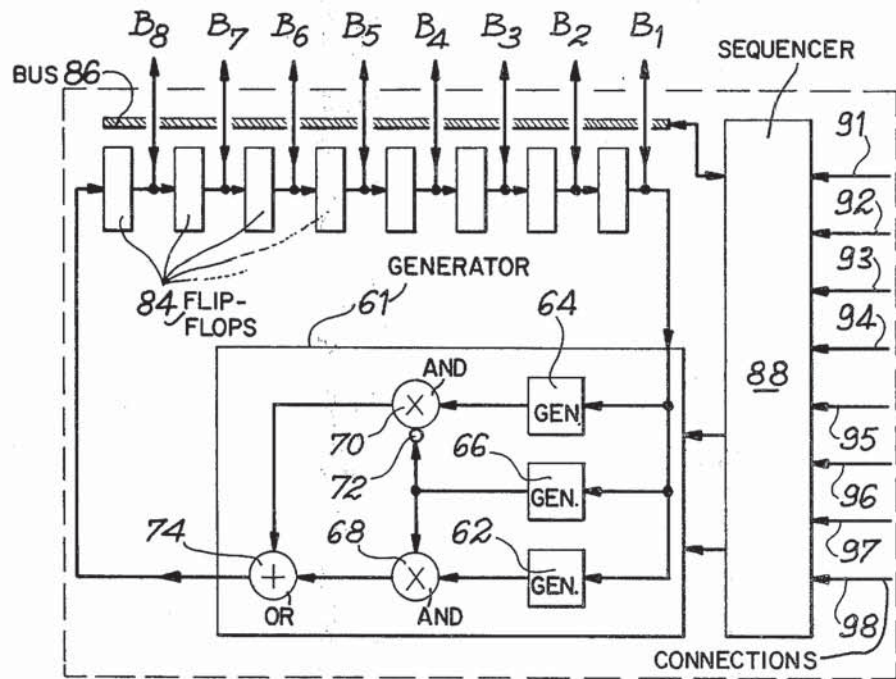 B8 B7 B6 B5 B4 B3 B2 B1
SEQUENCER
BUS 86
91
92
93
94
GENERATOR
84 FLIP-
FLOPS
61
64
AND
GEN.
70
72
66
GEN.
88
95
96
97
98
74
68
62
GEN.
OR
AND
CONNECTIONS